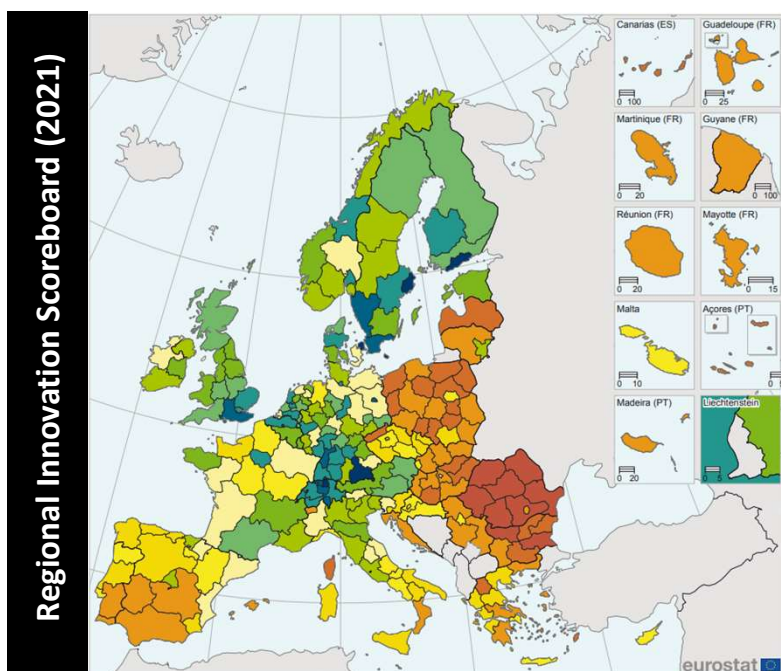 Regional Innovation Scoreboard (2021)
Canarias (ES)
0 100
Guadeloupe (FR)
0 25
Martinique (FR)
0 20
Guyane (FR)
0 100
Réunion (FR)
0 20
Mayotte (FR)
0 15
Malta
0 10
Açores (PT)
0
Madeira (PT)
0 20
Liechtenstein
0 5
eurostat